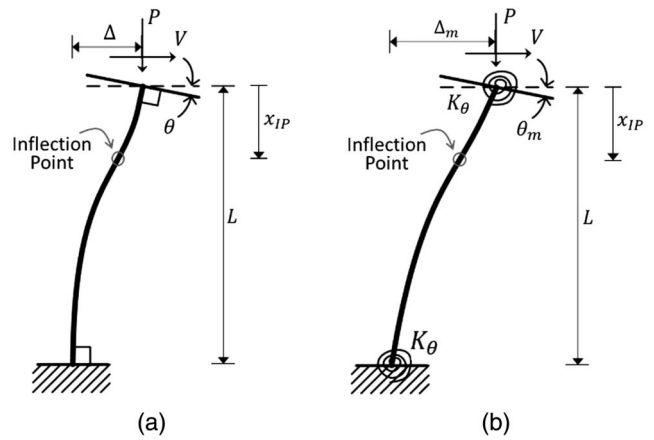 Δ
P
V
θ
x_IP
Inflection
Point
L
(a)
Δ_m
P
V
K_θ
θ_m
x_IP
Inflection
Point
L
K_θ
(b)